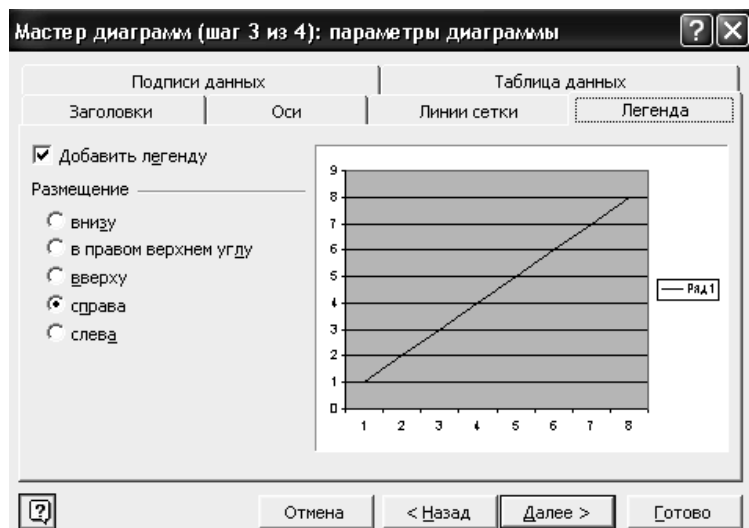 Мастер диаграмм (шаг 3 из 4): параметры диаграммы
Подписи данных Таблица данных
Заголовки Оси Линии сетки Легенда
Добавить легенду
Размещение
внизу
в правом верхнем углу
вверху
справа
слева
9
8
7
6
5
4
3
2
1
0
1 2 3 4 5 6 7 8
Ряд1
Отмена < Назад Далее > Готово